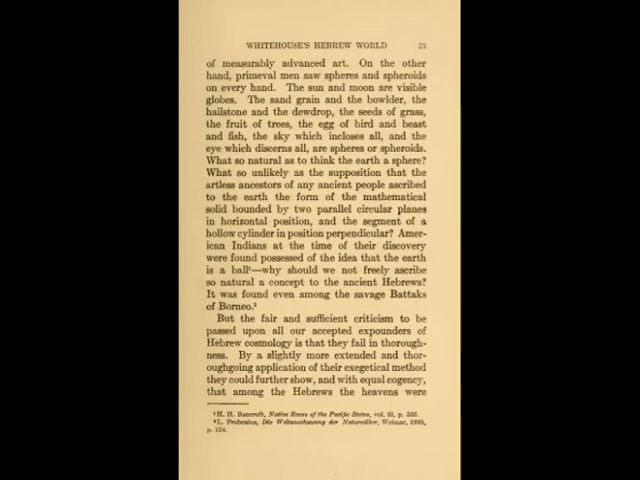 WHITEHOUSE'S HEBREW WORLD 23
of measurably advanced art. On the other
hand, primeval men saw spheres and spheroids
on every hand. The sun and moon are visible
globes. The sand grain and the bowlder, the
hailstone and the dewdrop, the seeds of grass,
the fruit of trees, the egg of bird and beast
and fish, the sky which incloses all, and the
eye which discerns all, are spheres or spheroids.
What so natural as to think the earth a sphere?
What so unlikely as the supposition that the
artless ancestors of any ancient people ascribed
to the earth the form of the mathematical
solid bounded by two parallel circular planes
in horizontal position, and the segment of a
hollow cylinder in position perpendicular? Amer-
ican Indians at the time of their discovery
were found possessed of the idea that the earth
is a ball¹—why should we not freely ascribe
so natural a concept to the ancient Hebrews?
It was found even among the savage Battaks
of Borneo.²
But the fair and sufficient criticism to be
passed upon all our accepted expounders of
Hebrew cosmology is that they fail in thorough-
ness. By a slightly more extended and thor-
oughgoing application of their exegetical method
they could further show, and with equal cogency,
that among the Hebrews the heavens were
¹H. H. Bancroft, Native Races of the Pacific States, vol. iii, p. 535.
²L. Frobenius, Die Weltanschauung der Naturvölker, Weimar, 1898,
p. 124.